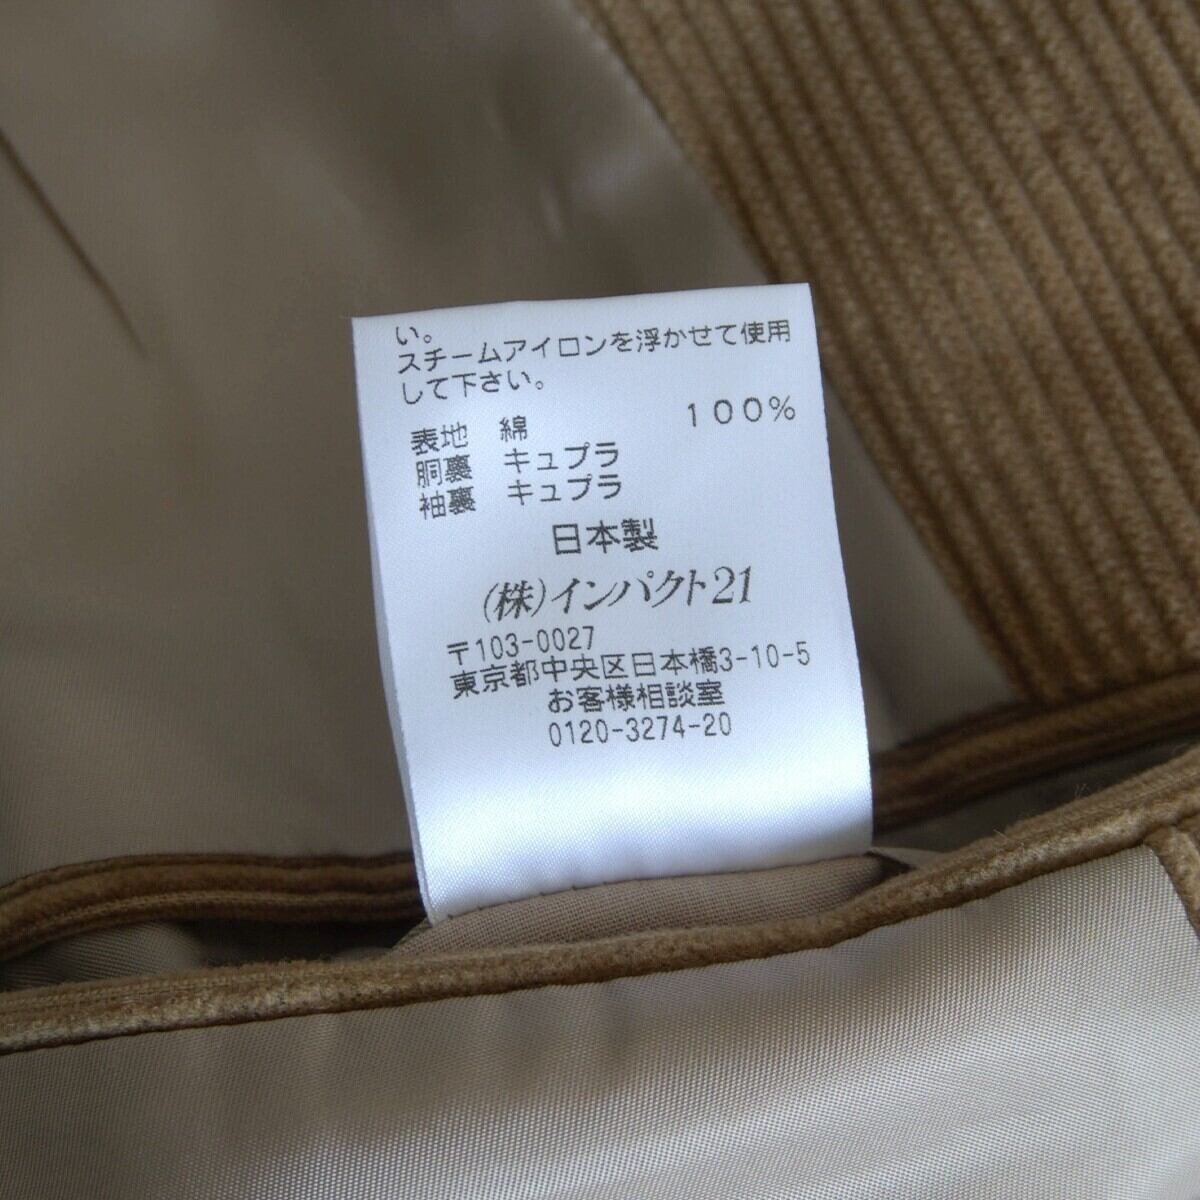 い。
スチームアイロンを浮かせて使用
して下さい。
表地 綿 100%
胴裏 キュプラ
袖裏 キュプラ
日本製
(株)インパクト21
〒103-0027
東京都中央区日本橋3-10-5
お客様相談室
0120-3274-20